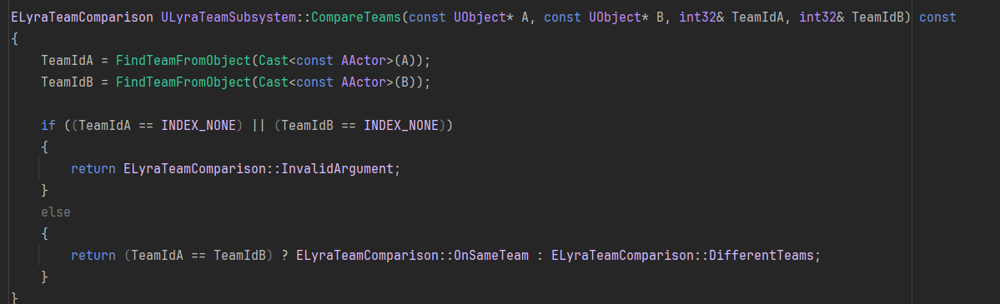 ELyraTeamComparison ULyraTeamSubsystem::CompareTeams(const UObject* A, const UObject* B, int32& TeamIdA, int32& TeamIdB) const
{
    TeamIdA = FindTeamFromObject(Cast<const AActor>(A));
    TeamIdB = FindTeamFromObject(Cast<const AActor>(B));

    if ((TeamIdA == INDEX_NONE) || (TeamIdB == INDEX_NONE))
    {
        return ELyraTeamComparison::InvalidArgument;
    }
    else
    {
        return (TeamIdA == TeamIdB) ? ELyraTeamComparison::OnSameTeam : ELyraTeamComparison::DifferentTeams;
    }
}